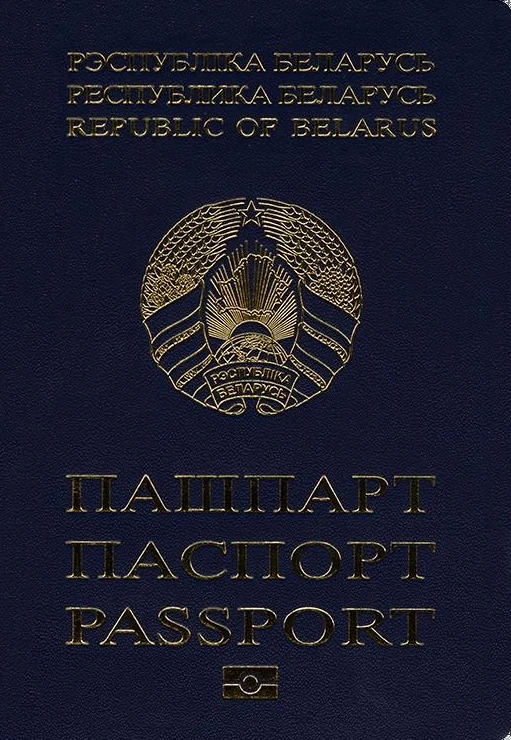 РЭСПУБЛІКА БЕЛАРУСЬ
РЕСПУБЛИКА БЕЛАРУСЬ
REPUBLIC OF BELARUS
РЭСПУБЛІКА
БЕЛАРУСЬ
ПАШПАРТ
ПАСПОРТ
PASSPORT